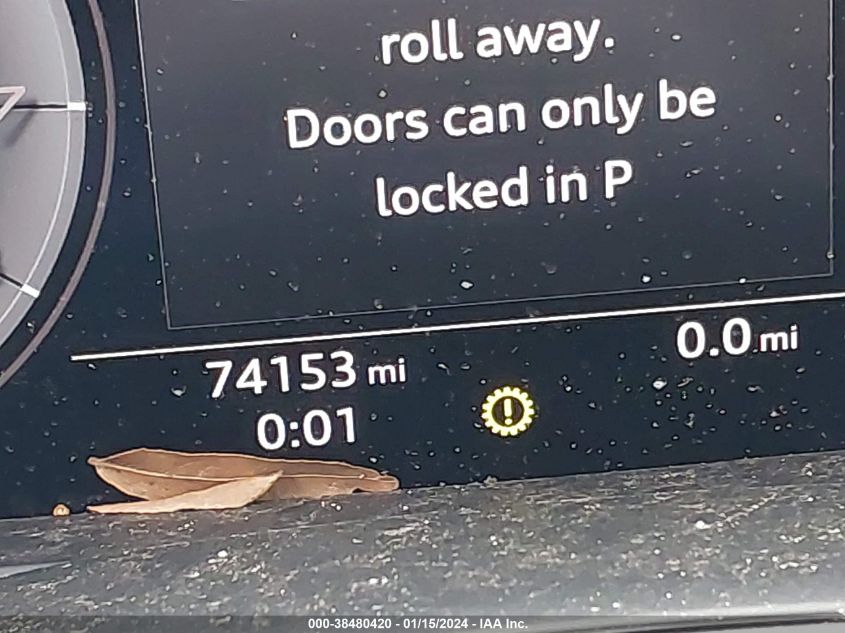 roll away.
Doors can only be
locked in P
74153 mi
0.0 mi
0:01
000-38480420 - 01/15/2024 - IAA Inc.